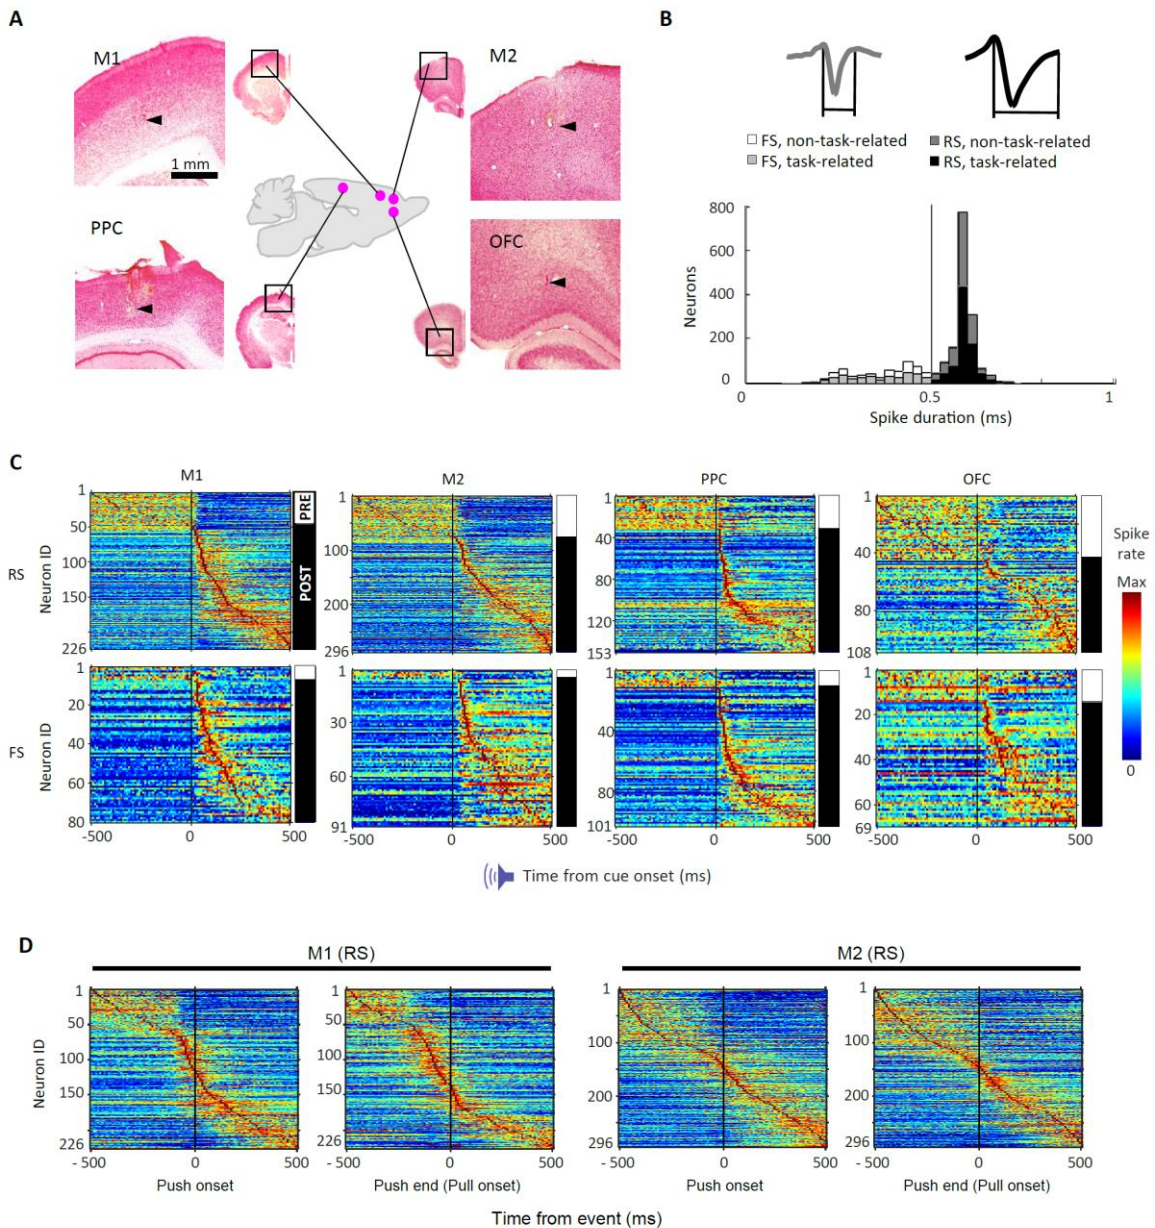 A
M1
1 mm
M2
PPC
OFC
B
FS, non-task-related
RS, non-task-related
FS, task-related
RS, task-related
Neurons
800
600
400
200
0
0
0.5
1
Spike duration (ms)
C
M1
M2
PPC
OFC
RS
Neuron ID
1
50
100
150
226
PRE
POST
1
100
200
296
1
40
80
120
153
1
40
80
108
Spike
rate
Max
0
FS
Neuron ID
1
20
40
60
80
1
30
60
91
1
40
80
101
1
20
40
60
69
-500 0 500
-500 0 500
-500 0 500
-500 0 500
Time from cue onset (ms)
D
M1 (RS)
M2 (RS)
Neuron ID
1
50
100
150
226
1
50
100
150
226
1
100
200
296
1
100
200
296
- 500 0 500
- 500 0 500
- 500 0 500
- 500 0 500
Push onset
Push end (Pull onset)
Push onset
Push end (Pull onset)
Time from event (ms)